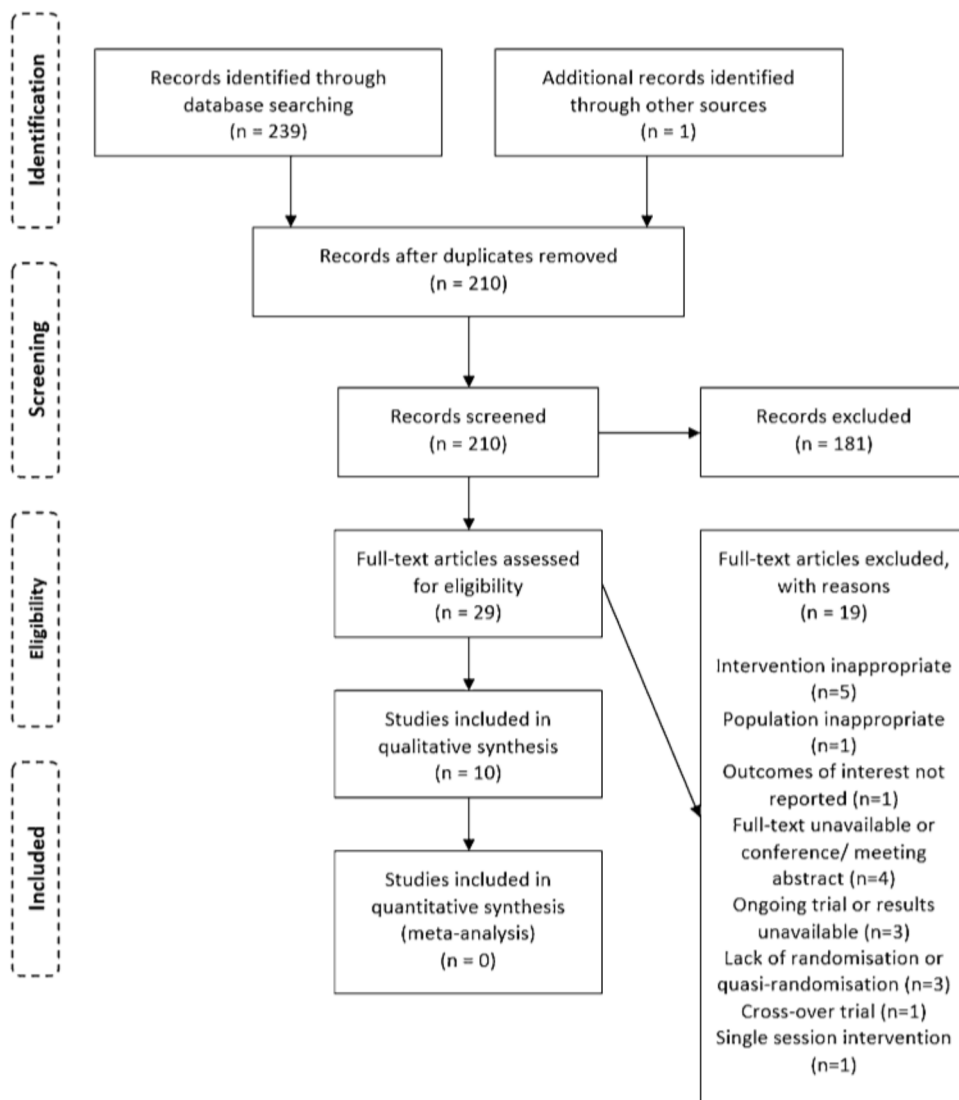 Identification
Records identified through
database searching
(n = 239)
Additional records identified
through other sources
(n = 1)
Records after duplicates removed
(n = 210)
Screening
Records screened
(n = 210)
Records excluded
(n = 181)
Eligibility
Full-text articles assessed
for eligibility
(n = 29)
Full-text articles excluded,
with reasons
(n = 19)
Intervention inappropriate
(n=5)
Population inappropriate
(n=1)
Outcomes of interest not
reported (n=1)
Full-text unavailable or
conference/ meeting
abstract (n=4)
Ongoing trial or results
unavailable (n=3)
Lack of randomisation or
quasi-randomisation (n=3)
Cross-over trial (n=1)
Single session intervention
(n=1)
Studies included in
qualitative synthesis
(n = 10)
Included
Studies included in
quantitative synthesis
(meta-analysis)
(n = 0)